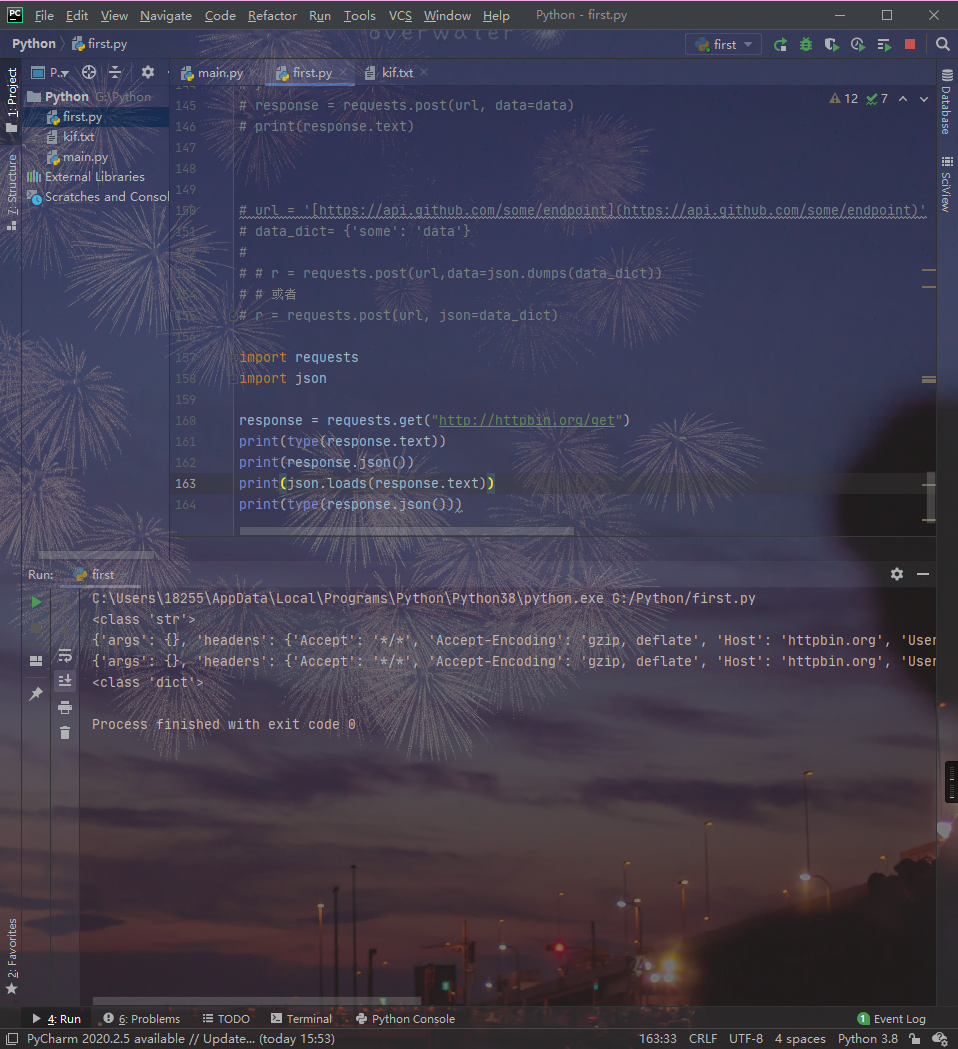 File Edit View Navigate Code Refactor Run Tools VCS Window Help Python - first.py
overwater
Python first.py first
P.. main.py first.py kif.txt
1: Project
Python G:\Python
first.py
kif.txt
main.py
External Libraries
Scratches and Consol
7: Structure
12 7
145 # response = requests.post(url, data=data)
146 # print(response.text)
147
148
149
150 # url = '[https://api.github.com/some/endpoint](https://api.github.com/some/endpoint)'
151 # data_dict= {'some': 'data'}
#
# # r = requests.post(url,data=json.dumps(data_dict))
# # 或者
# r = requests.post(url, json=data_dict)
157 import requests
158 import json
159
160 response = requests.get("http://httpbin.org/get")
161 print(type(response.text))
162 print(response.json())
163 print(json.loads(response.text))
164 print(type(response.json()))
Database
SciView
Run: first
C:\Users\18255\AppData\Local\Programs\Python\Python38\python.exe G:/Python/first.py
<class 'str'>
{'args': {}, 'headers': {'Accept': '*/*', 'Accept-Encoding': 'gzip, deflate', 'Host': 'httpbin.org', 'User
{'args': {}, 'headers': {'Accept': '*/*', 'Accept-Encoding': 'gzip, deflate', 'Host': 'httpbin.org', 'User
<class 'dict'>
Process finished with exit code 0
2: Favorites
4: Run 6: Problems TODO Terminal Python Console 1 Event Log
PyCharm 2020.2.5 available // Update... (today 15:53) 163:33 CRLF UTF-8 4 spaces Python 3.8